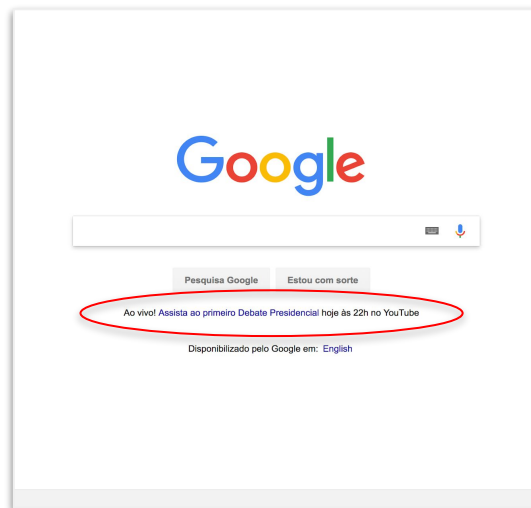 Google
Pesquisa Google Estou com sorte
Ao vivo! Assista ao primeiro Debate Presidencial hoje às 22h no YouTube
Disponibilizado pelo Google em: English